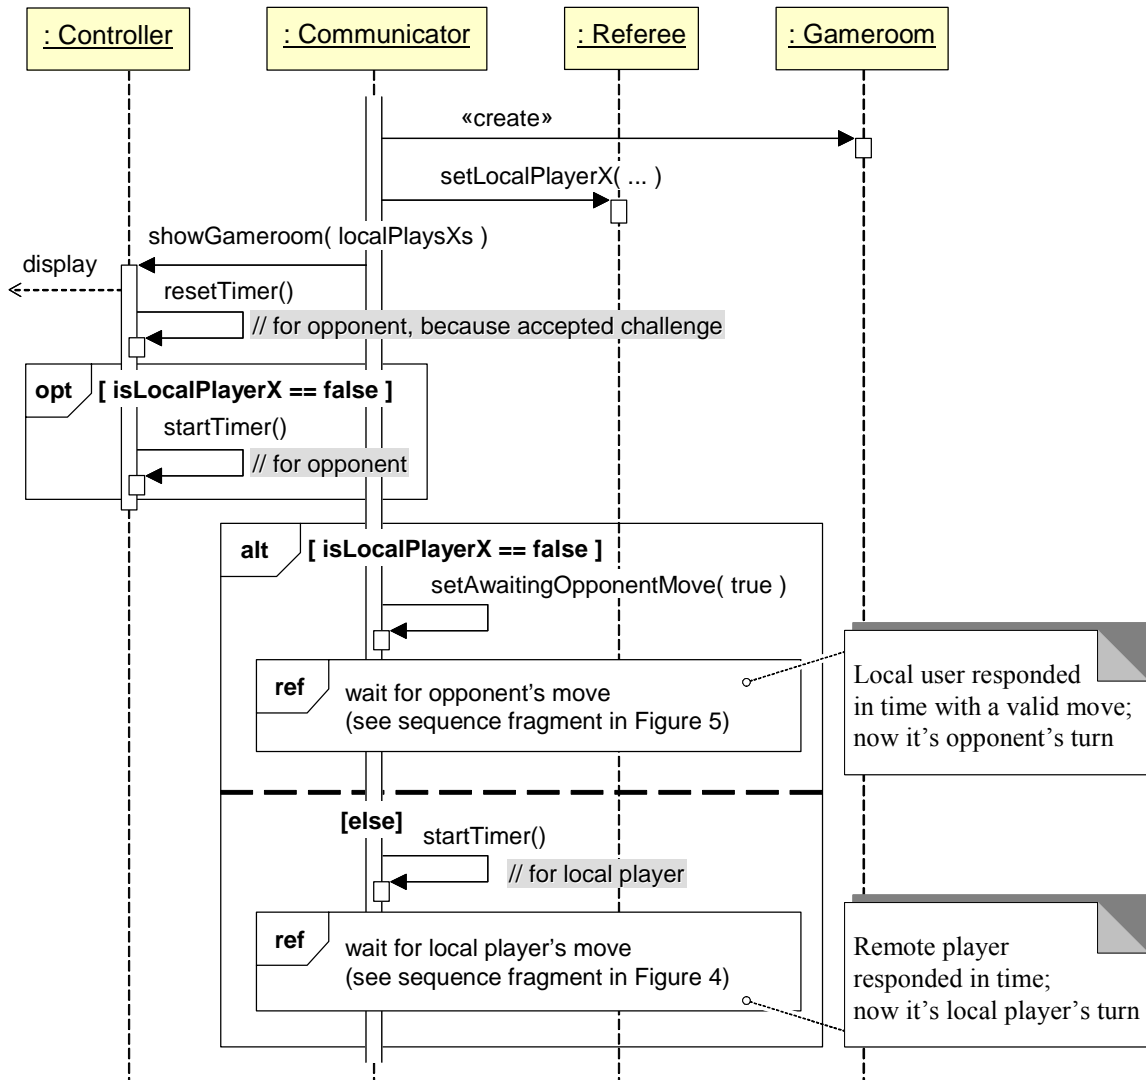 : Controller
: Communicator
: Referee
: Gameroom
«create»
setLocalPlayerX( ... )
showGameroom( localPlaysXs )
display
resetTimer()
// for opponent, because accepted challenge
opt
[ isLocalPlayerX == false ]
startTimer()
// for opponent
alt
[ isLocalPlayerX == false ]
setAwaitingOpponentMove( true )
ref
wait for opponent’s move
(see sequence fragment in Figure 5)
Local user responded
in time with a valid move;
now it’s opponent’s turn
[else]
startTimer()
// for local player
ref
wait for local player’s move
(see sequence fragment in Figure 4)
Remote player
responded in time;
now it’s local player’s turn